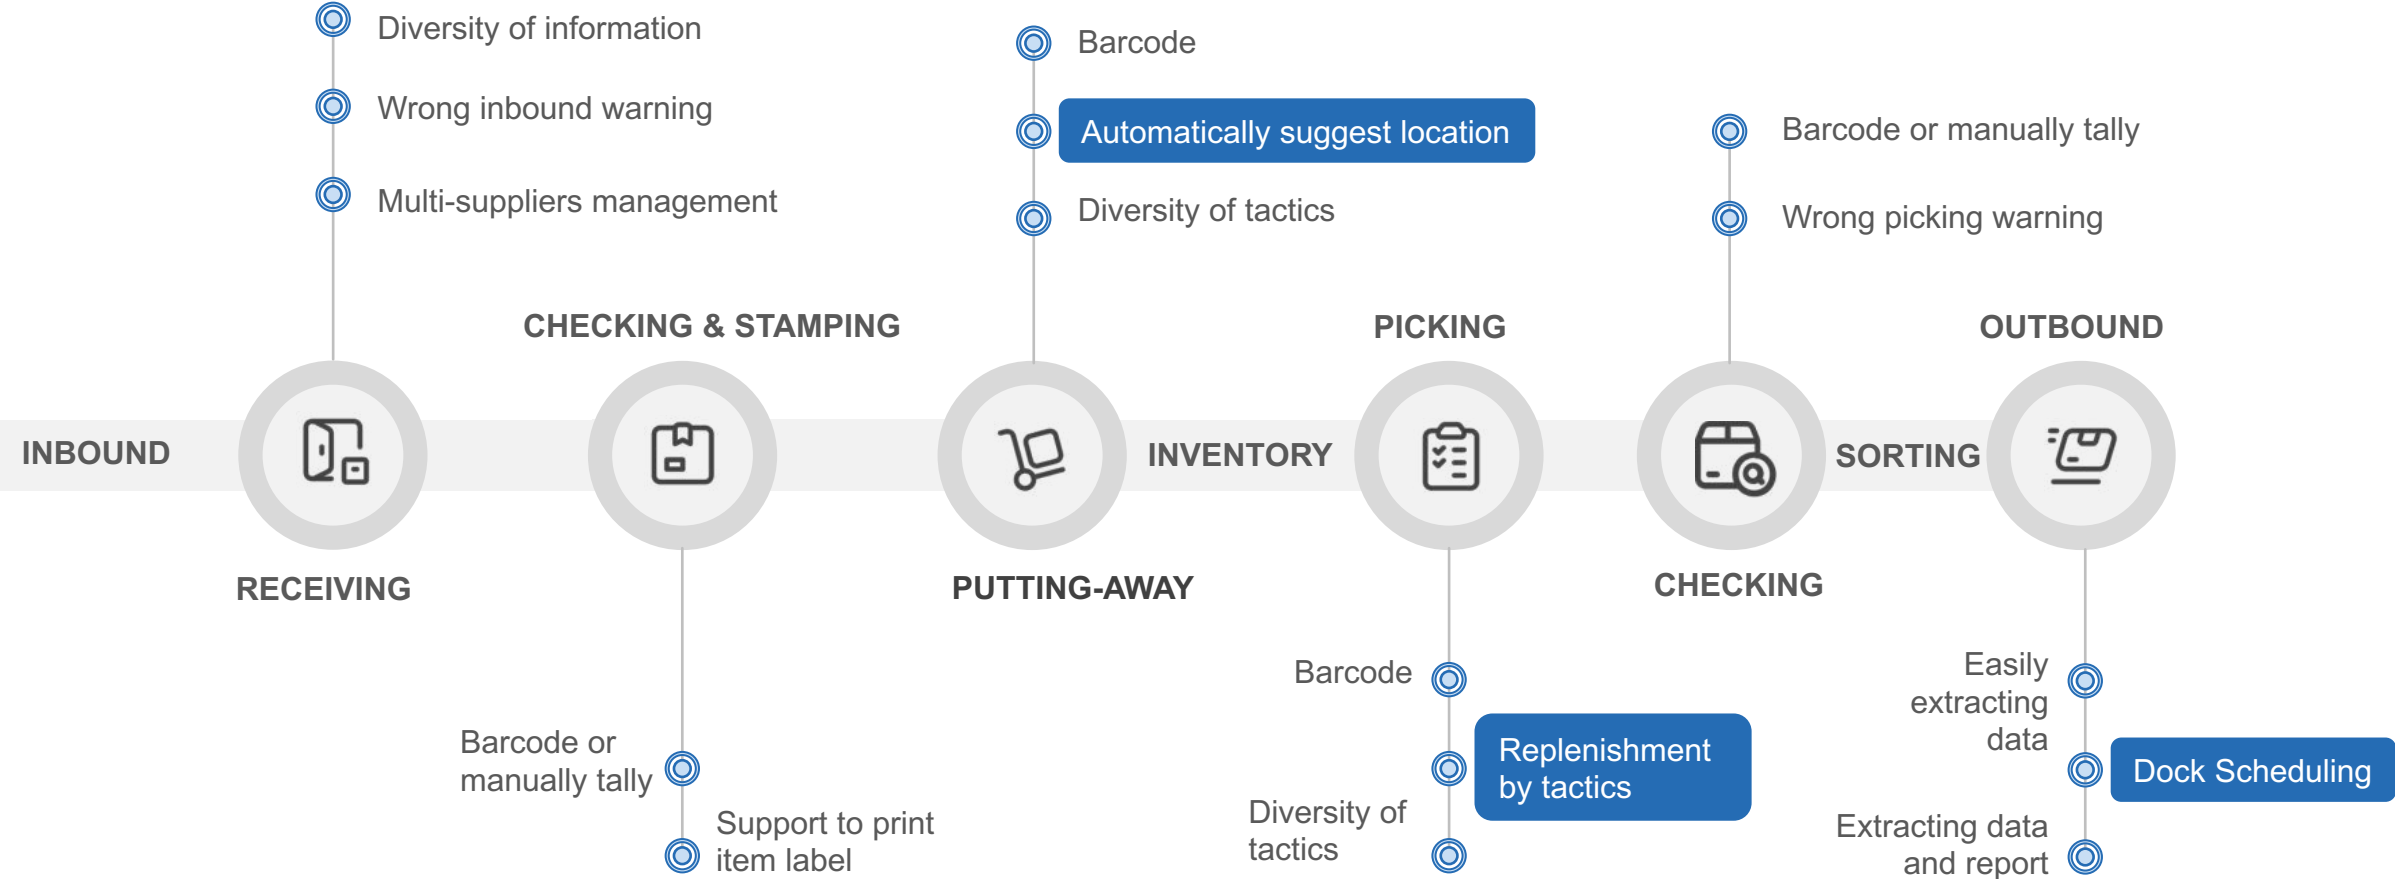 Diversity of information
Wrong inbound warning
Multi-suppliers management
Barcode
Automatically suggest location
Diversity of tactics
Barcode or manually tally
Wrong picking warning
CHECKING & STAMPING
PICKING
OUTBOUND
INBOUND
INVENTORY
SORTING
RECEIVING
PUTTING-AWAY
CHECKING
Barcode or
manually tally
Support to print
item label
Barcode
Replenishment
by tactics
Diversity of
tactics
Easily
extracting
data
Dock Scheduling
Extracting data
and report